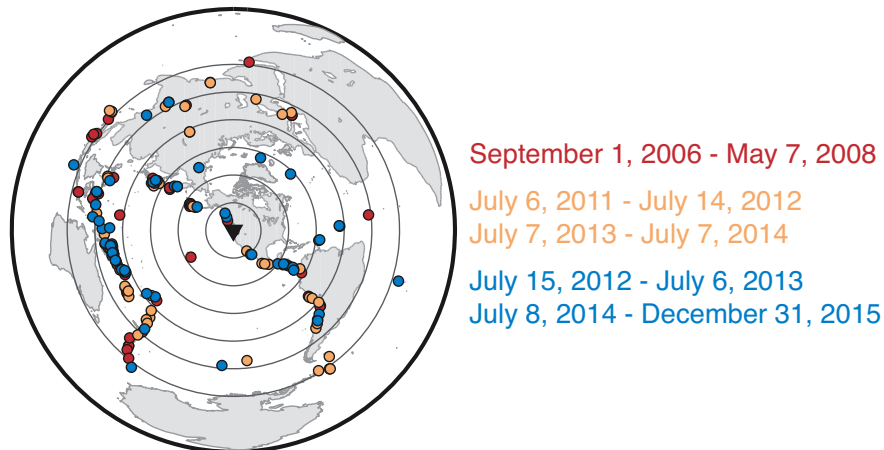 September 1, 2006 - May 7, 2008
July 6, 2011 - July 14, 2012
July 7, 2013 - July 7, 2014
July 15, 2012 - July 6, 2013
July 8, 2014 - December 31, 2015